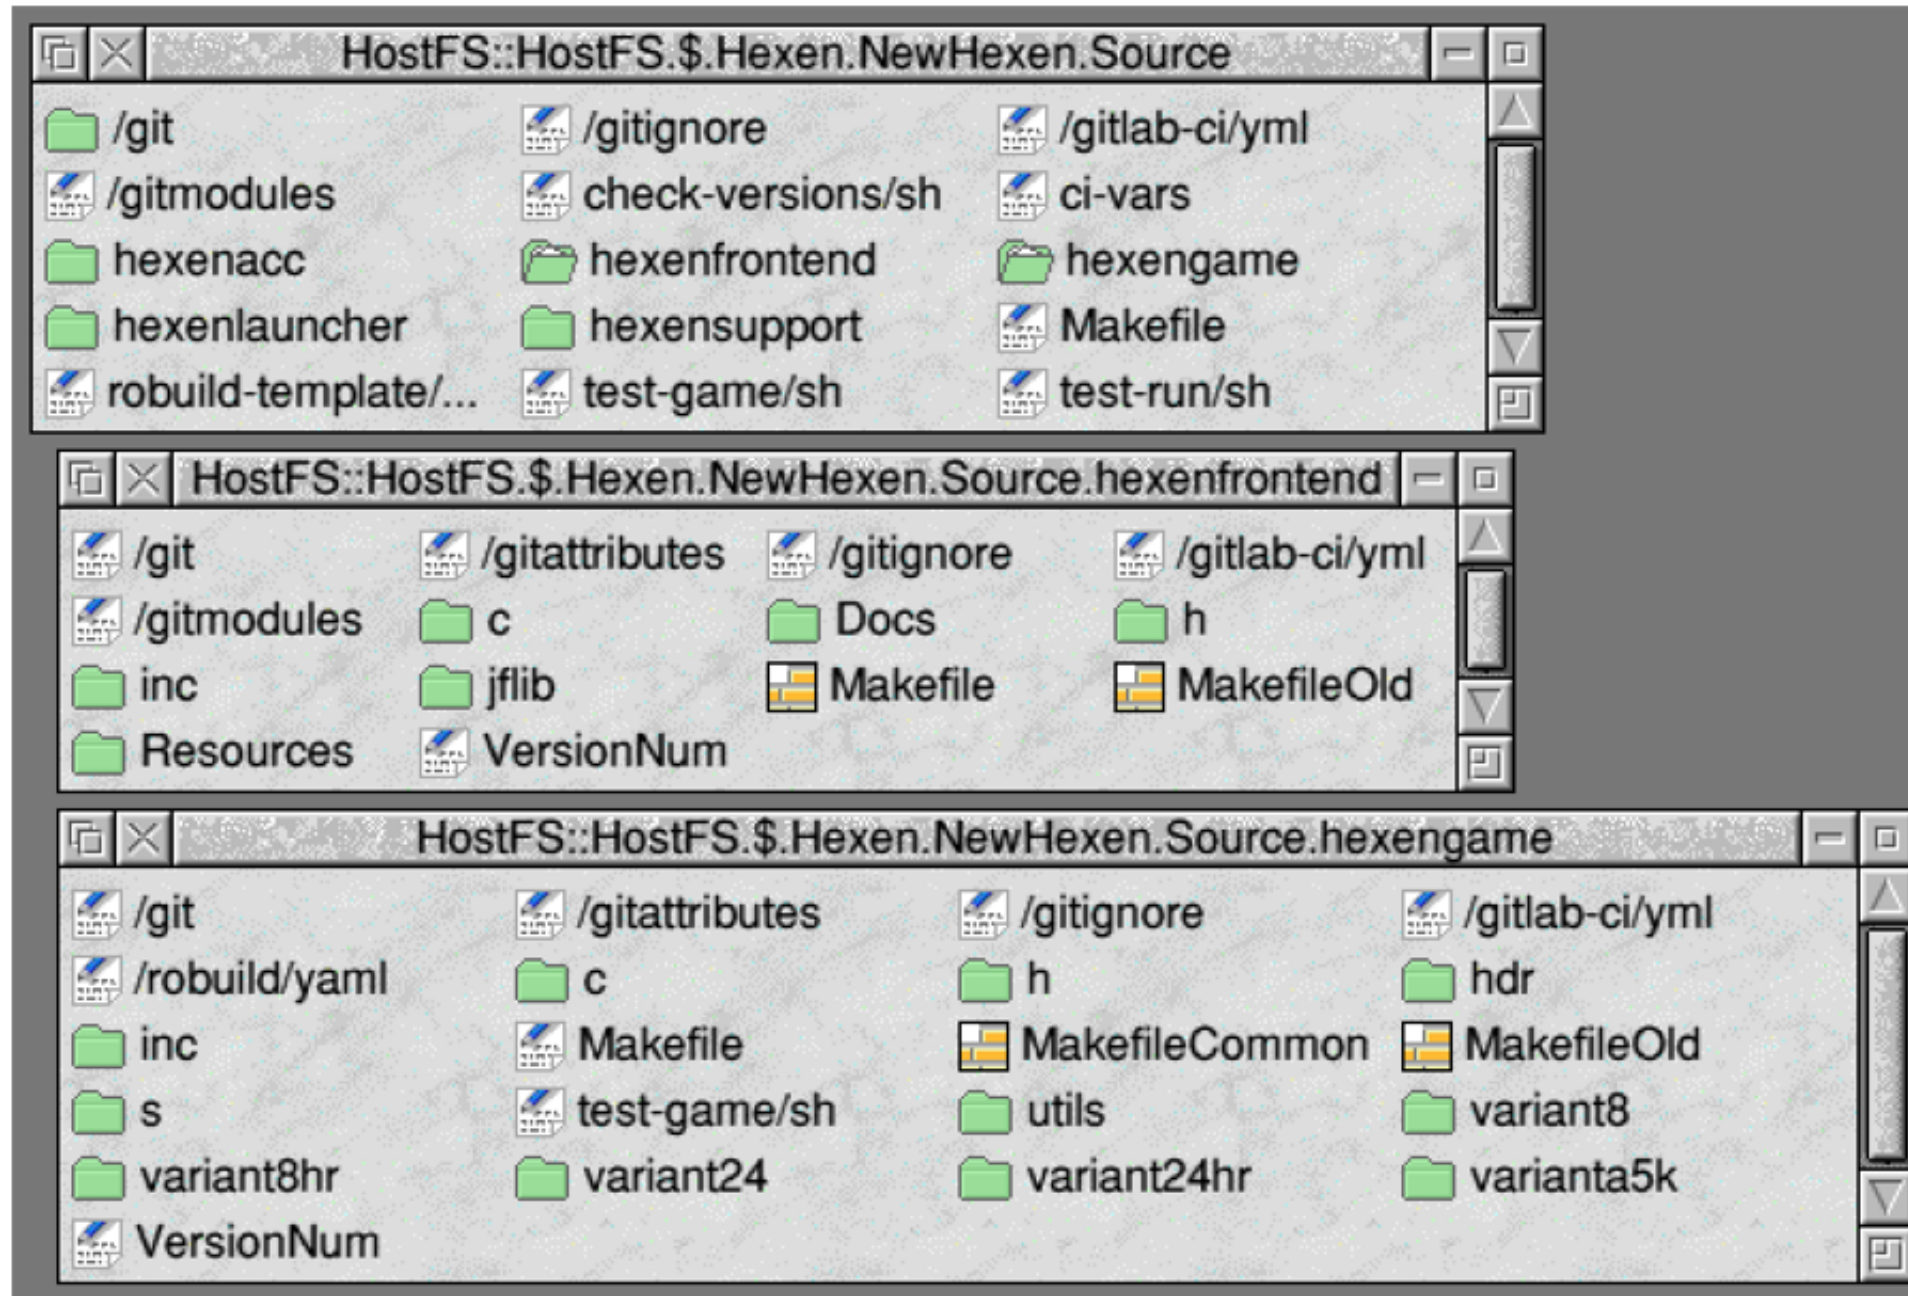 HostFS::HostFS.$.Hexen.NewHexen.Source
/git /gitignore /gitlab-ci/yml
/gitmodules check-versions/sh ci-vars
hexenacc hexenfrontend hexengame
hexenlauncher hexensupport Makefile
robuild-template/... test-game/sh test-run/sh
HostFS::HostFS.$.Hexen.NewHexen.Source.hexenfrontend
/git /gitattributes /gitignore /gitlab-ci/yml
/gitmodules c Docs h
inc jflib Makefile MakefileOld
Resources VersionNum
HostFS::HostFS.$.Hexen.NewHexen.Source.hexengame
/git /gitattributes /gitignore /gitlab-ci/yml
/robuild/yaml c h hdr
inc Makefile MakefileCommon MakefileOld
s test-game/sh utils variant8
variant8hr variant24 variant24hr varianta5k
VersionNum